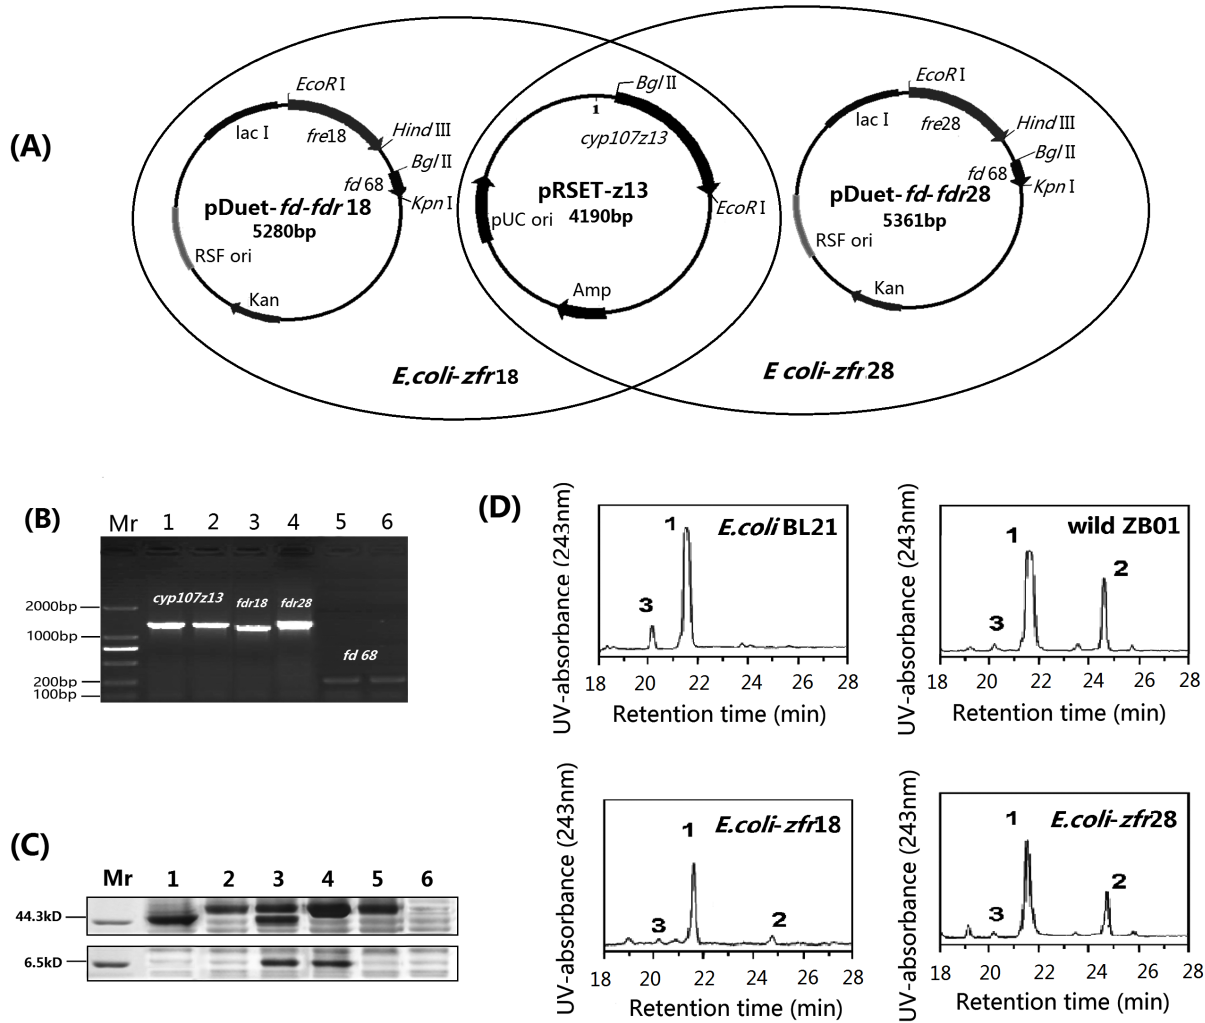 (A)
EcoR I
lac I
fre18
Hind III
Bgl II
fd 68
Kpn I
pDuet-fd-fdr 18
5280bp
RSF ori
Kan
E.coli-zfr18
Bgl II
1
cyp107z13
pRSET-z13
4190bp
EcoR I
pUC ori
Amp
EcoR I
lac I
fre28
Hind III
Bgl II
fd 68
Kpn I
pDuet-fd-fdr28
5361bp
RSF ori
Kan
E coli-zfr.28
(B)
Mr 1 2 3 4 5 6
cyp107z13 fdr18 fdr28
2000bp
1000bp
fd 68
200bp
100bp
(C)
Mr 1 2 3 4 5 6
44.3kD
6.5kD
(D)
UV-absorbance (243nm)
E.coli BL21
1
3
18 20 22 24 26 28
Retention time (min)
UV-absorbance (243nm)
wild ZB01
1
2
3
18 20 22 24 26 28
Retention time (min)
UV-absorbance (243nm)
E.coli-zfr18
1
3
2
18 20 22 24 26 28
Retention time (min)
UV-absorbance (243nm)
E.coli-zfr28
1
2
3
18 20 22 24 26 28
Retention time (min)